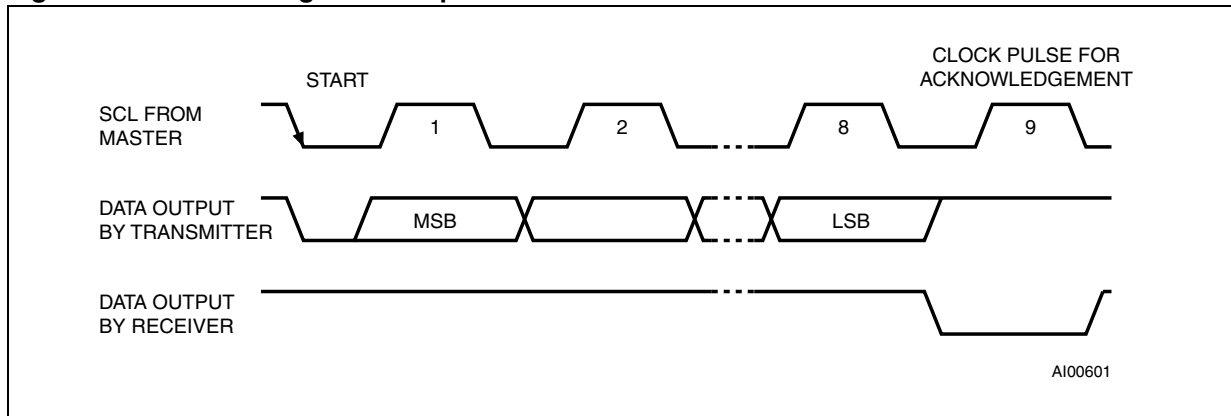 START
CLOCK PULSE FOR
ACKNOWLEDGEMENT
SCL FROM
MASTER
1
2
8
9
DATA OUTPUT
BY TRANSMITTER
MSB
LSB
DATA OUTPUT
BY RECEIVER
AI00601